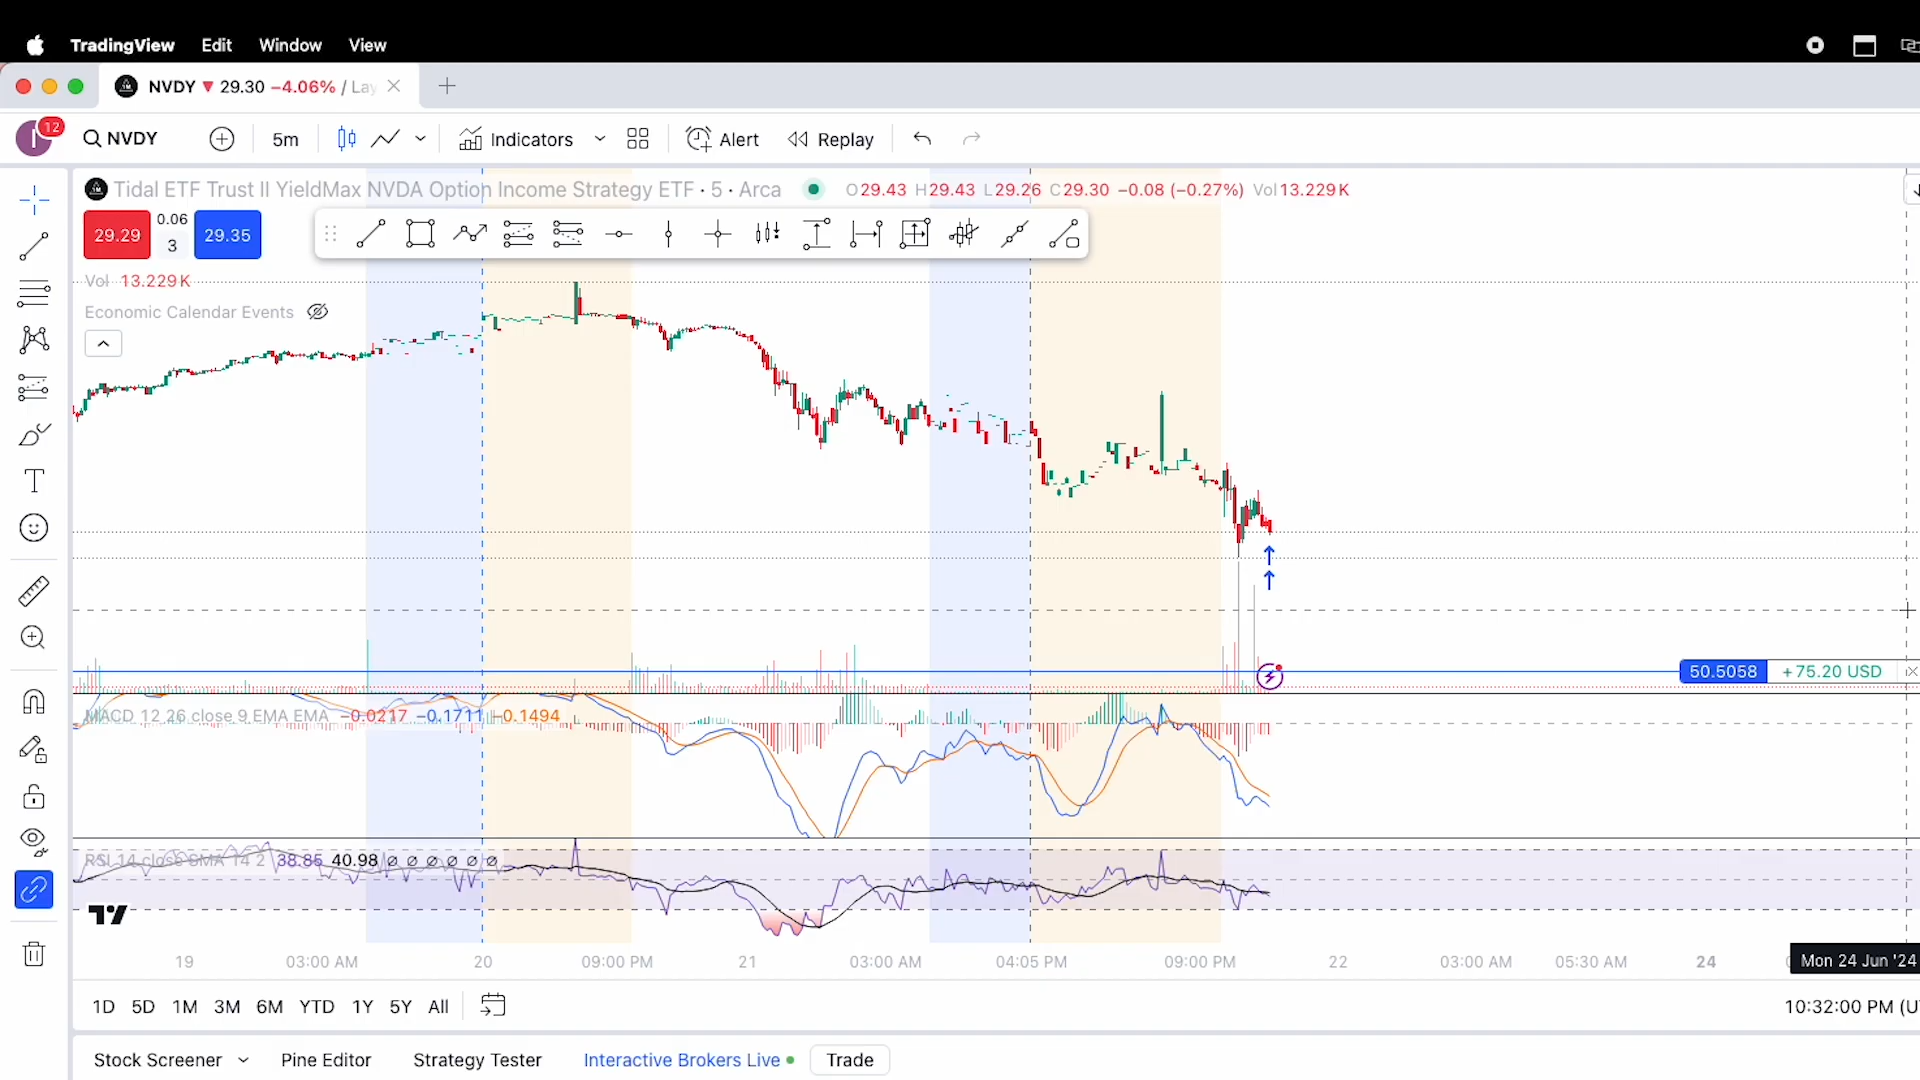 TradingView Edit Window View
NVDY ▼ 29.30 −4.06% / Lay
I 12 NVDY 5m Indicators Alert Replay
Tidal ETF Trust II YieldMax NVDA Option Income Strategy ETF · 5 · Arca O29.43 H29.43 L29.26 C29.30 −0.08 (−0.27%) Vol13.229K
29.29 0.06 3 29.35
Vol 13.229K
Economic Calendar Events
50.5058 +75.20 USD
MACD 12 26 close 9 EMA EMA −0.0217 −0.1711 −0.1494
RSI 14 close SMA 14 2 38.85 40.98 ∅ ∅ ∅ ∅ ∅ ∅
19 03:00 AM 20 09:00 PM 21 03:00 AM 04:05 PM 09:00 PM 22 03:00 AM 05:30 AM 24 Mon 24 Jun '24
1D 5D 1M 3M 6M YTD 1Y 5Y All 10:32:00 PM (U
Stock Screener Pine Editor Strategy Tester Interactive Brokers Live Trade